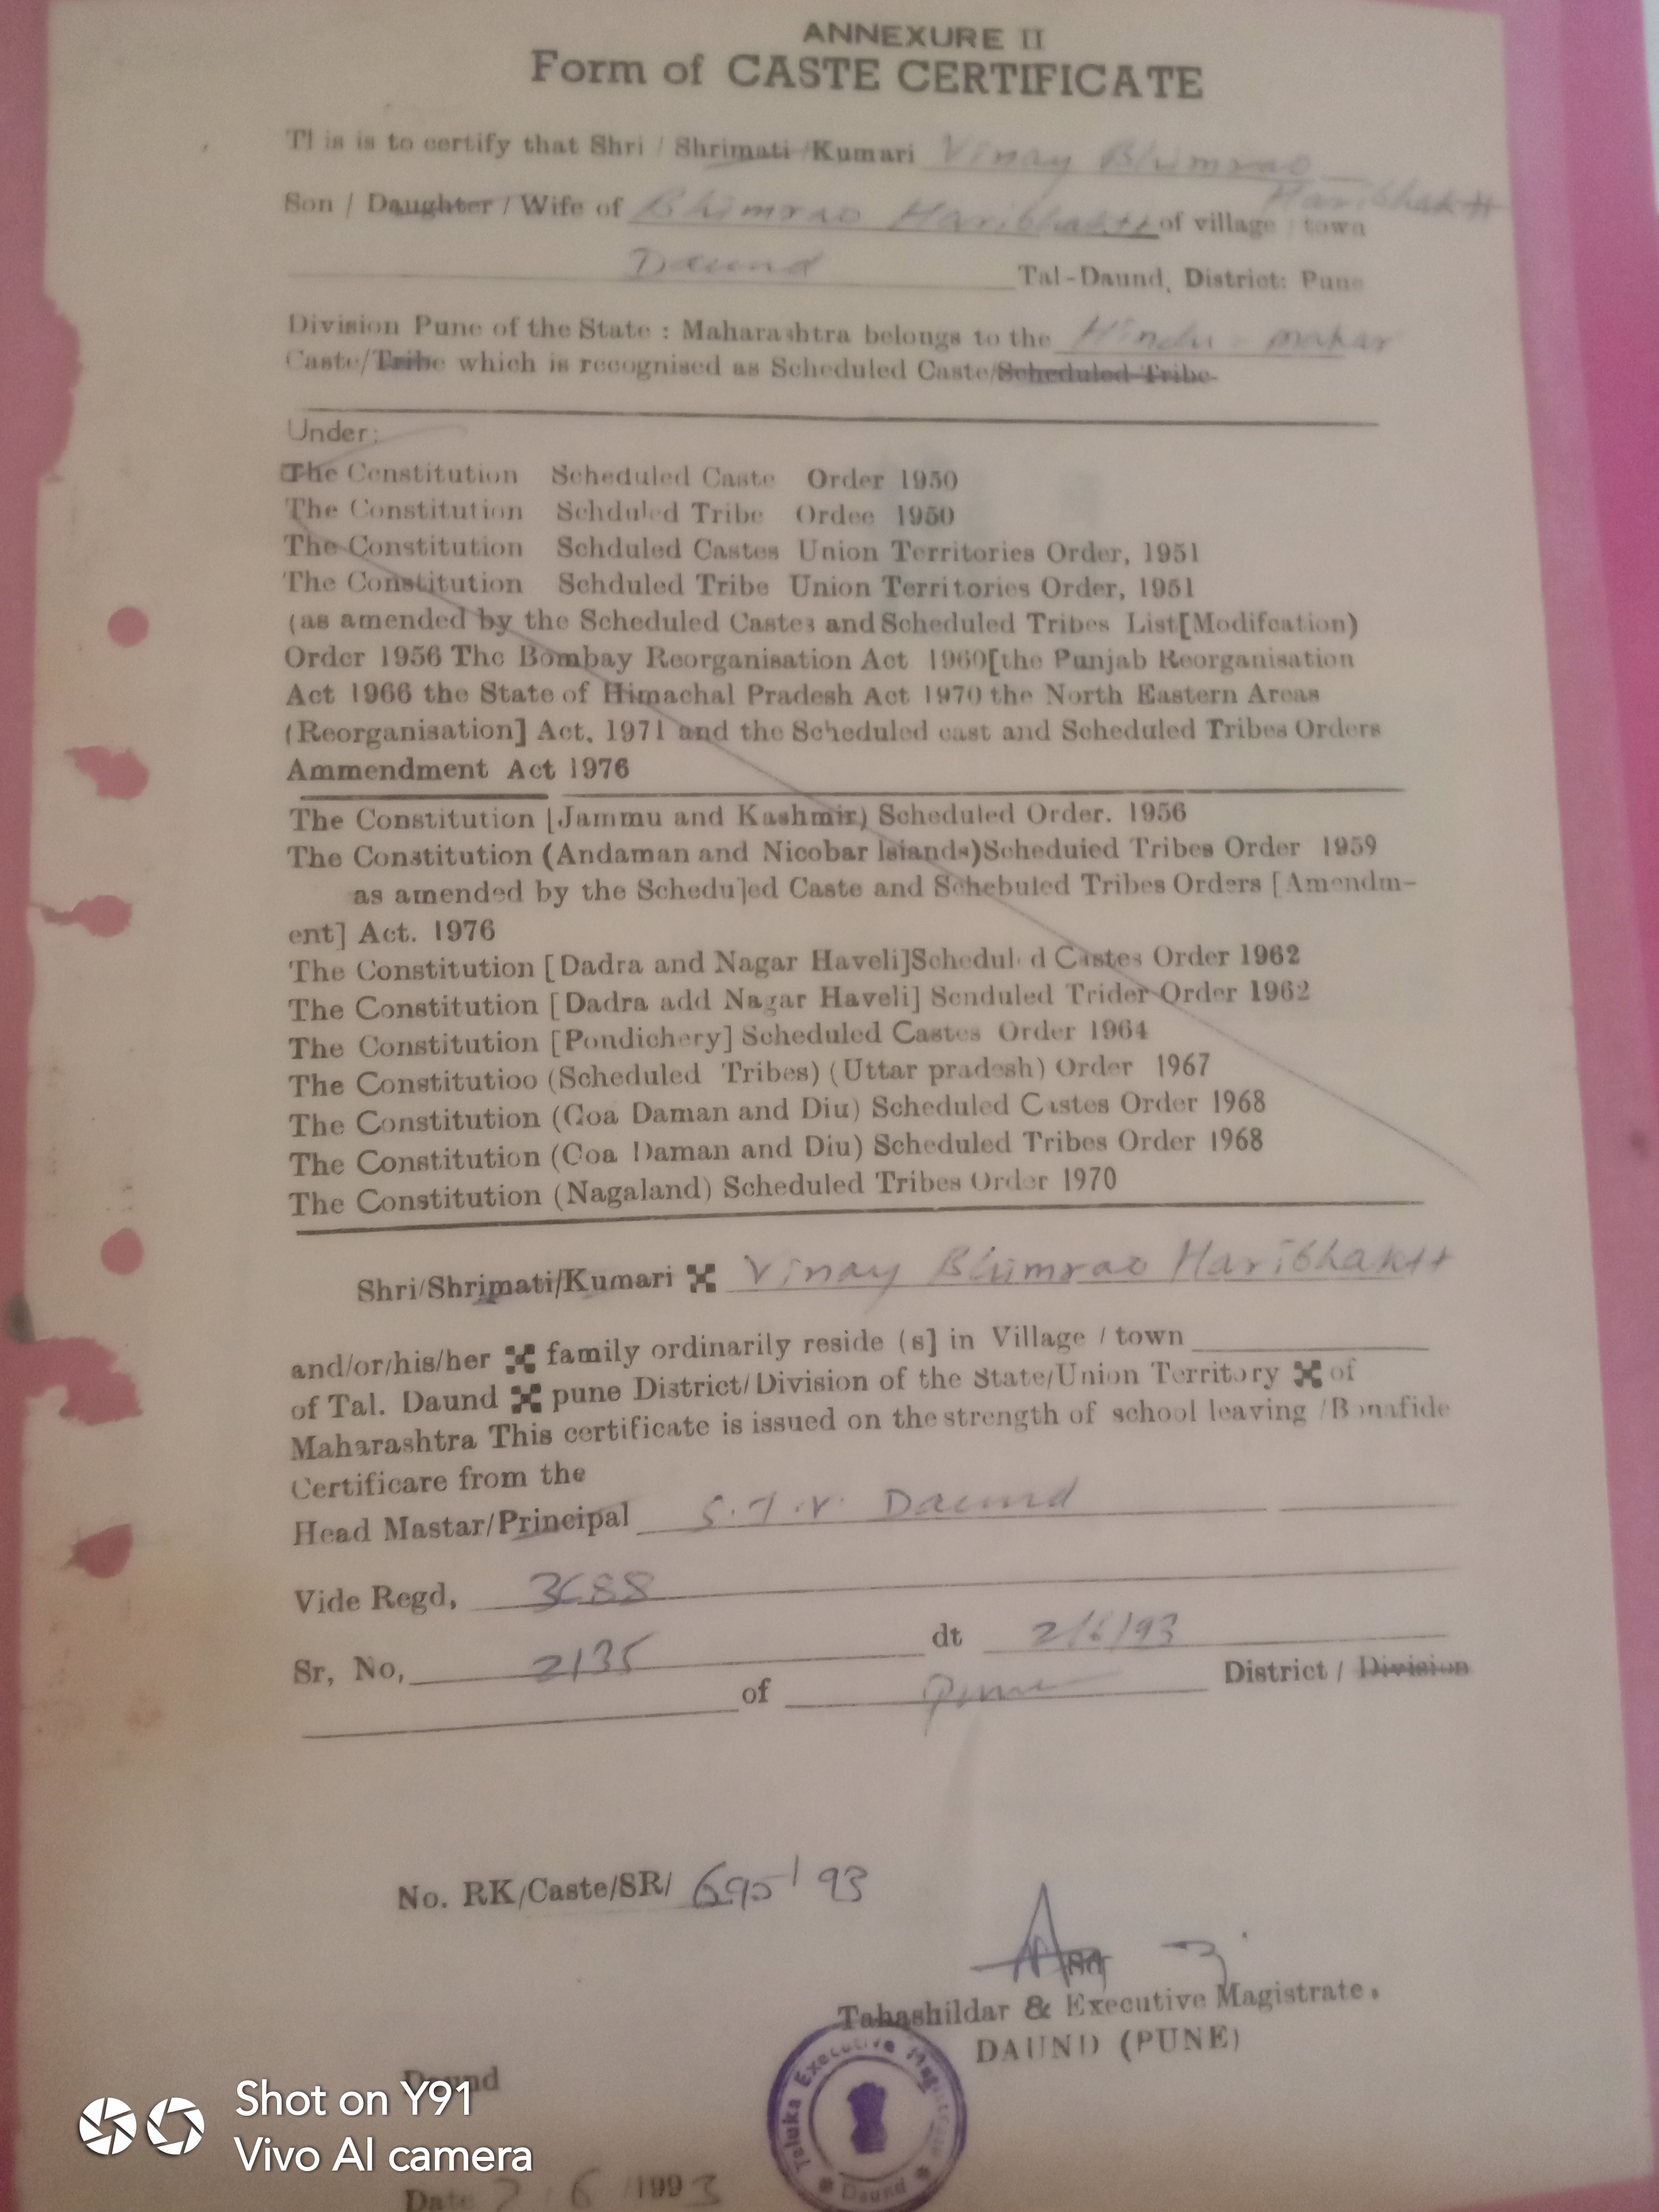 ANNEXURE II
Form of CASTE CERTIFICATE
This is to certify that Shri / Shrimati / Kumari Vinay Bhimrao
Haribhakti
Son / Daughter / Wife of Bhimrao Haribhakti of village / town
Daund Tal-Daund, District: Pune
Division Pune of the State : Maharashtra belongs to the Hindu - mahar
Caste/Tribe which is recognised as Scheduled Caste/Scheduled Tribe-
Under:
The Censtitution Scheduled Caste Order 1950
The Constitution Schduled Tribe Ordee 1950
The Constitution Schduled Castes Union Territories Order, 1951
The Constitution Schduled Tribe Union Territories Order, 1951
(as amended by the Scheduled Castes and Scheduled Tribes List[Modifcation)
Order 1956 The Bombay Reorganisation Act 1960[the Punjab Reorganisation
Act 1966 the State of Himachal Pradesh Act 1970 the North Eastern Areas
(Reorganisation] Act, 1971 and the Scheduled cast and Scheduled Tribes Orders
Ammendment Act 1976
The Constitution [Jammu and Kashmir) Scheduled Order. 1956
The Constitution (Andaman and Nicobar Isiands)Scheduied Tribes Order 1959
as amended by the Schedu]ed Caste and Schebuled Tribes Orders [Amendm-
ent] Act. 1976
The Constitution [Dadra and Nagar Haveli]Scheduled Castes Order 1962
The Constitution [Dadra add Nagar Haveli] Scnduled Trider Order 1962
The Constitution [Pondichery] Scheduled Castes Order 1964
The Constitutioo (Scheduled Tribes) (Uttar pradesh) Order 1967
The Constitution (Goa Daman and Diu) Scheduled Castes Order 1968
The Constitution (Goa Daman and Diu) Scheduled Tribes Order 1968
The Constitution (Nagaland) Scheduled Tribes Order 1970
Shri/Shrimati/Kumari Vinay Bhimrao Haribhakti
and/or/his/her family ordinarily reside (s] in Village / town
of Tal. Daund pune District/Division of the State/Union Territory of
Maharashtra This certificate is issued on the strength of school leaving /Bonafide
Certificare from the
Head Mastar/Principal S.T.V. Daund
Vide Regd, 3688
Sr, No, 2135 dt 2/6/93
of Pune District / Division
No. RK/Caste/SR/ 695/93
Sd
Tahashildar & Executive Magistrate.
DAUND (PUNE)
Taluka Executive Magistrate
Daund
Daund
Date 2.6/1993
Shot on Y91
Vivo AI camera